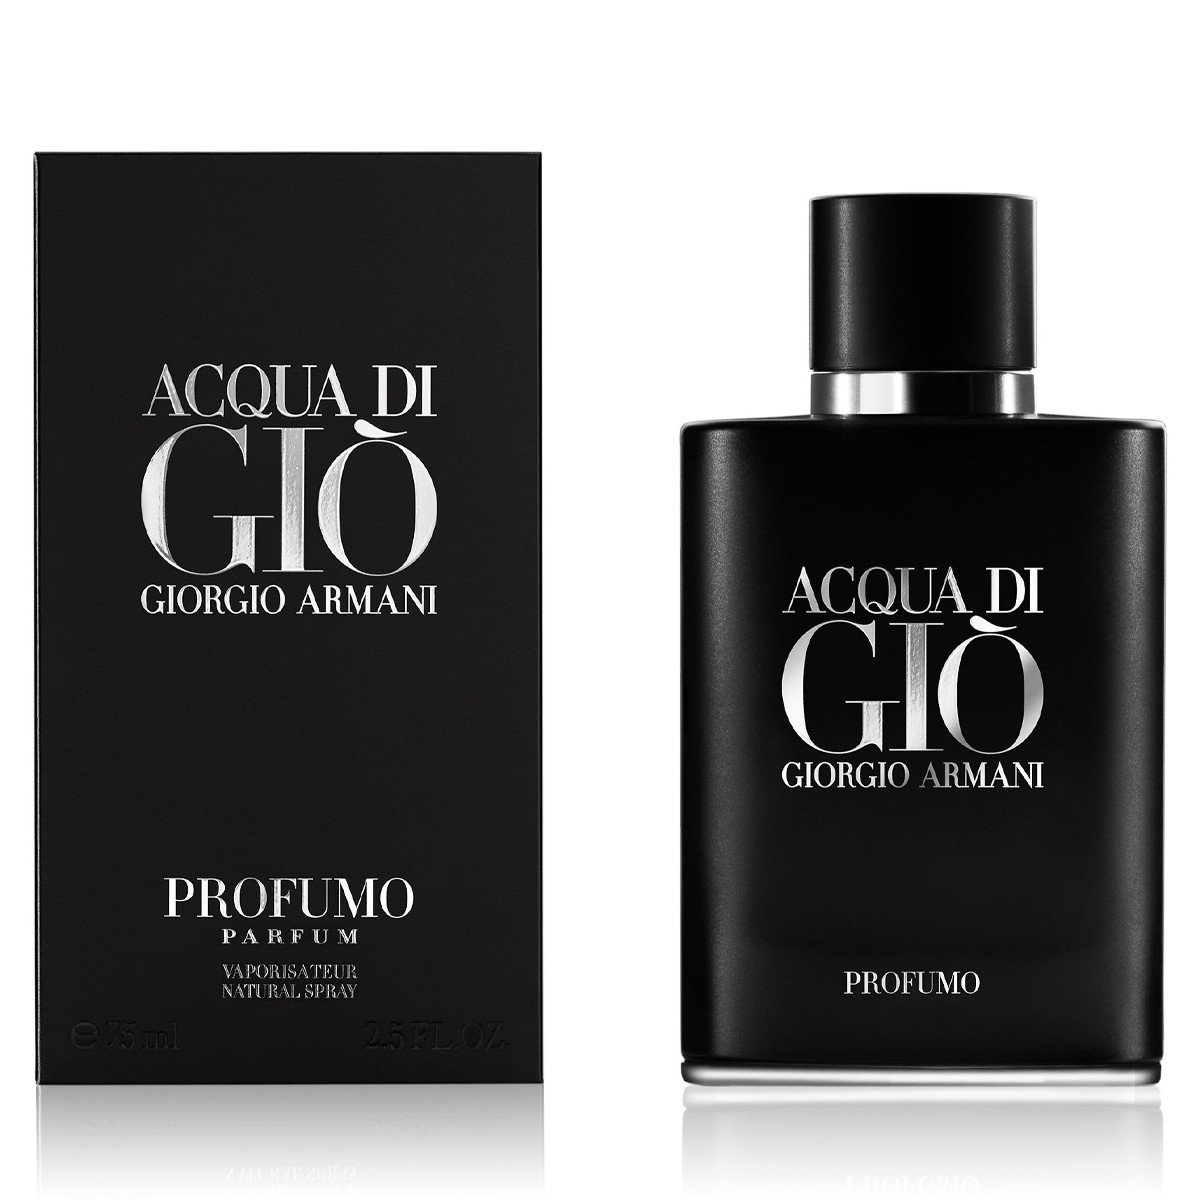 ACQUA DI
GIÒ
GIORGIO ARMANI
PROFUMO
PARFUM
VAPORISATEUR
NATURAL SPRAY
75 ml 2.5 FL. OZ.
ACQUA DI
GIÒ
GIORGIO ARMANI
PROFUMO